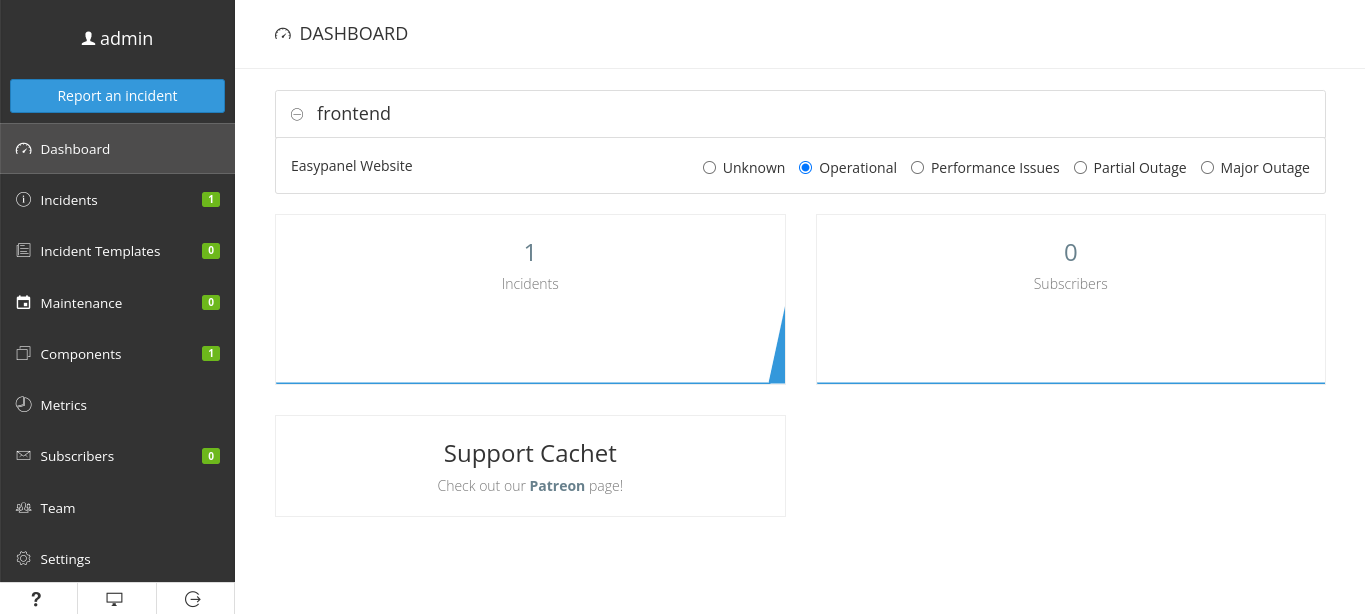 admin
Report an incident
Dashboard
Incidents 1
Incident Templates 0
Maintenance 0
Components 1
Metrics
Subscribers 0
Team
Settings
?
DASHBOARD
frontend
Easypanel Website Unknown Operational Performance Issues Partial Outage Major Outage
1
Incidents
0
Subscribers
Support Cachet
Check out our Patreon page!